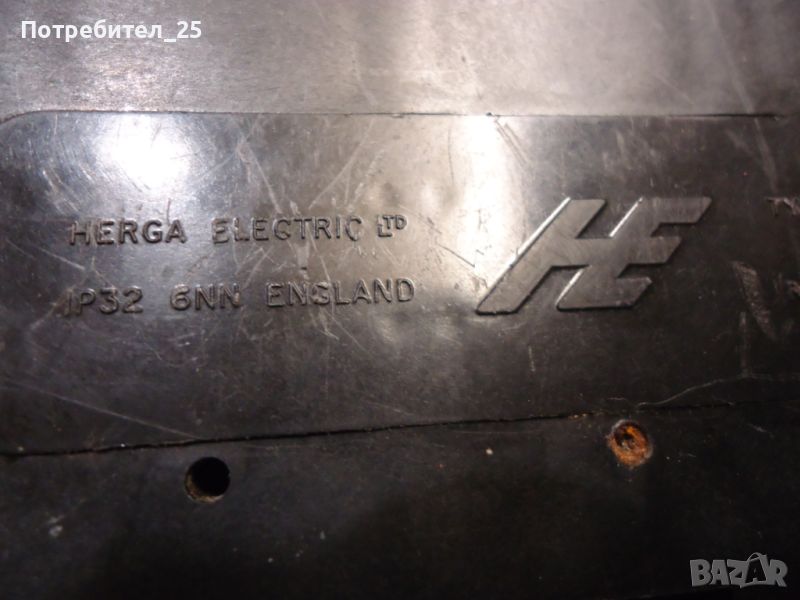 Потребител_25
HERGA ELECTRIC LTD
IP32 6NN ENGLAND
HE
BAZAR